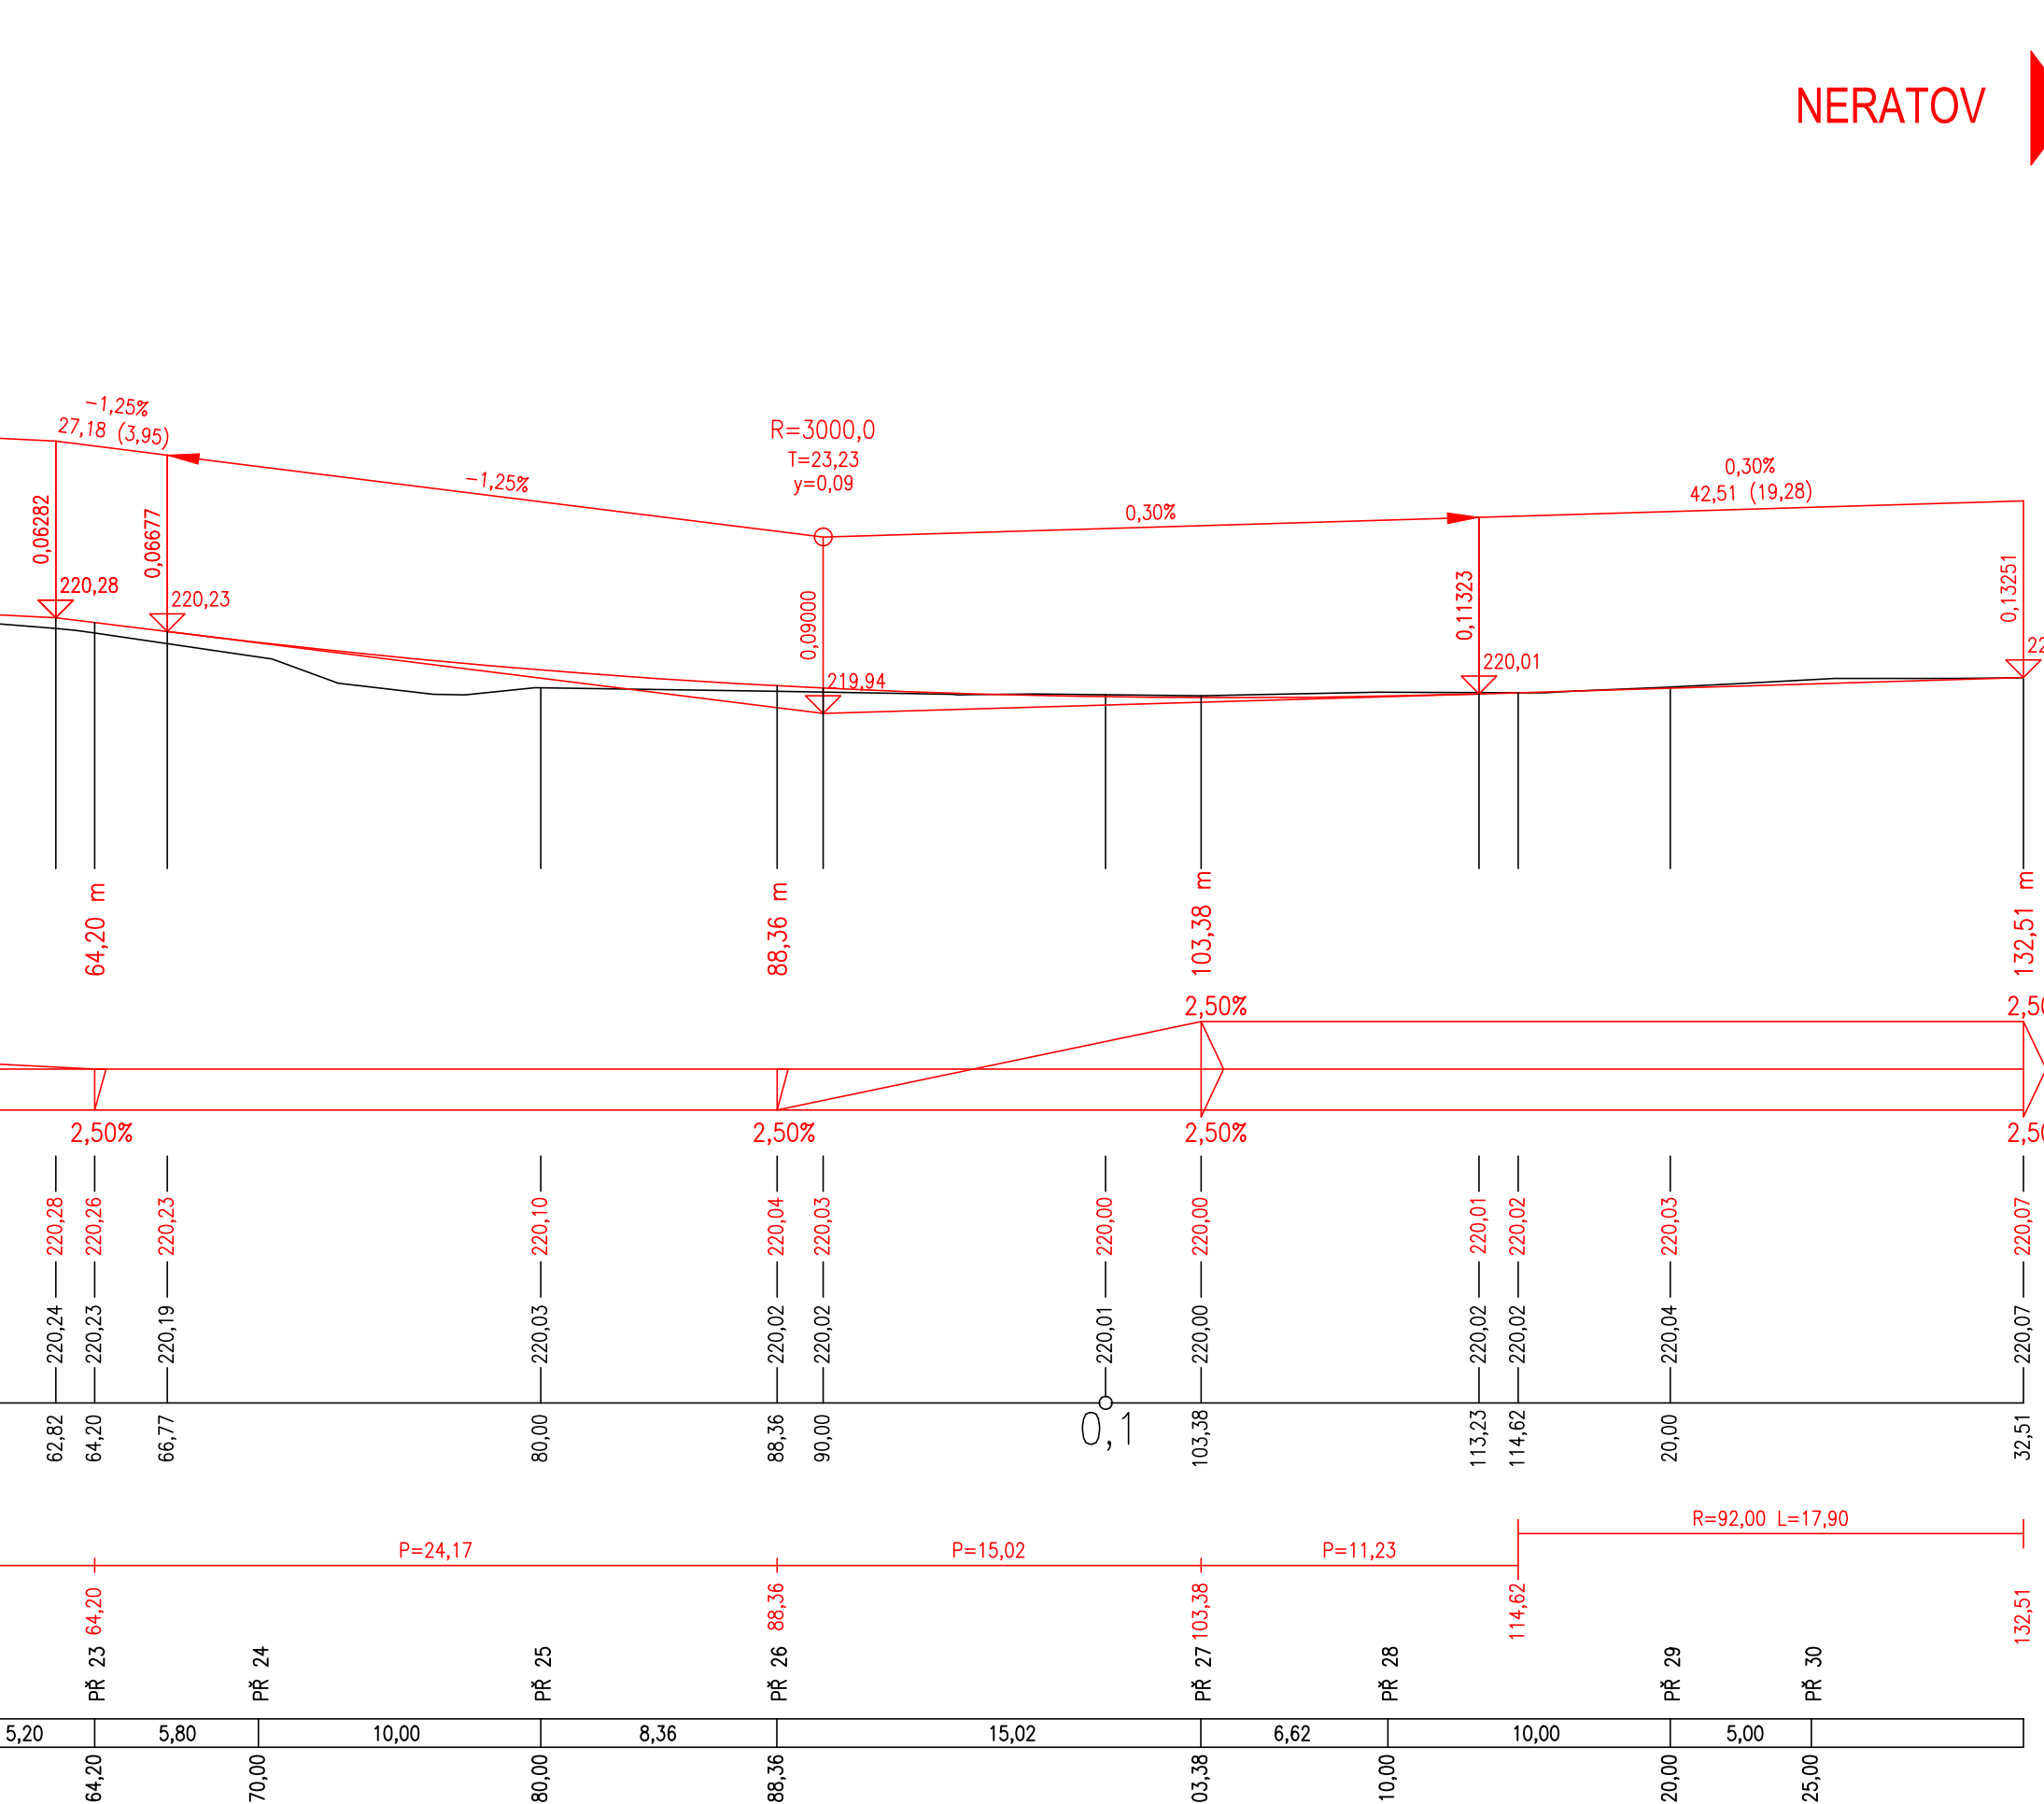 NERATOV
-1,25%
27,18 (3,95)
-1,25%
R=3000,0
T=23,23
y=0,09
0,30%
0,30%
42,51 (19,28)
0,06282
0,06677
0,09000
0,11323
0,13251
220,28
220,23
219,94
220,01
64,20 m
88,36 m
103,38 m
132,51 m
2,50%
2,50%
2,50%
2,50%
220,28 220,26 220,23 220,10 220,04 220,03 220,00 220,00 220,01 220,02 220,03 220,07
220,24 220,23 220,19 220,03 220,02 220,02 220,01 220,00 220,02 220,02 220,04 220,07
62,82 64,20 66,77 80,00 88,36 90,00 0,1 103,38 113,23 114,62 20,00 32,51
R=92,00 L=17,90
P=24,17 P=15,02 P=11,23
64,20 88,36 103,38 114,62 132,51
PŘ 23 PŘ 24 PŘ 25 PŘ 26 PŘ 27 PŘ 28 PŘ 29 PŘ 30
5,20 5,80 10,00 8,36 15,02 6,62 10,00 5,00
64,20 70,00 80,00 88,36 03,38 10,00 20,00 25,00